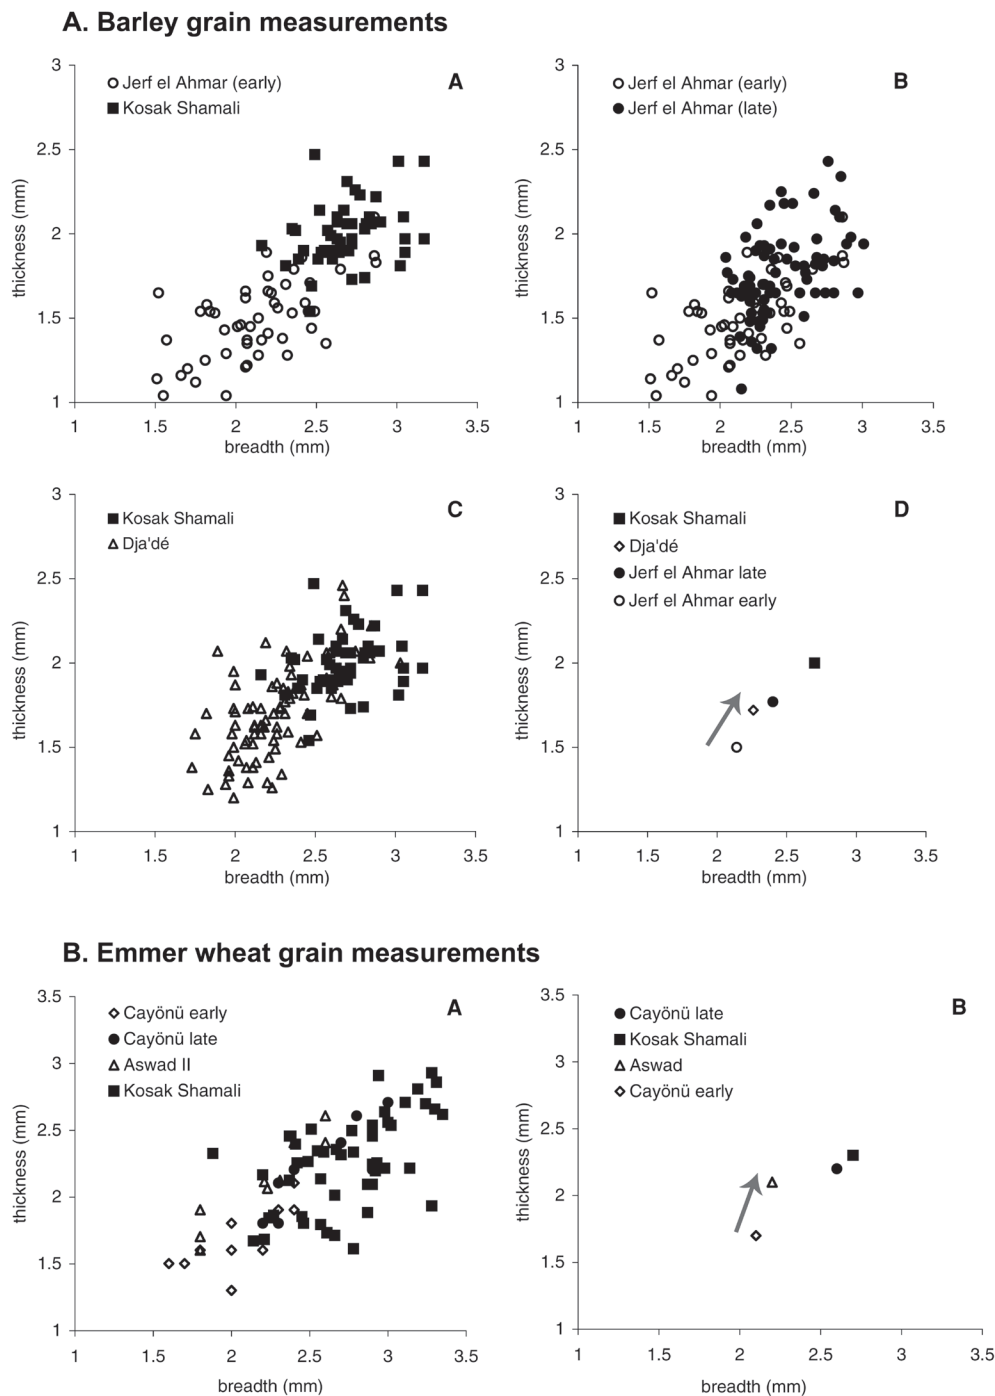 A. Barley grain measurements
A
Jerf el Ahmar (early)
Kosak Shamali
thickness (mm)
3
2.5
2
1.5
1
1 1.5 2 2.5 3 3.5
breadth (mm)
B
Jerf el Ahmar (early)
Jerf el Ahmar (late)
thickness (mm)
3
2.5
2
1.5
1
1 1.5 2 2.5 3 3.5
breadth (mm)
C
Kosak Shamali
Dja'dé
thickness (mm)
3
2.5
2
1.5
1
1 1.5 2 2.5 3 3.5
breadth (mm)
D
Kosak Shamali
Dja'dé
Jerf el Ahmar late
Jerf el Ahmar early
thickness (mm)
3
2.5
2
1.5
1
1 1.5 2 2.5 3 3.5
breadth (mm)
B. Emmer wheat grain measurements
A
Cayönü early
Cayönü late
Aswad II
Kosak Shamali
thickness (mm)
3.5
3
2.5
2
1.5
1
1 1.5 2 2.5 3 3.5
breadth (mm)
B
Cayönü late
Kosak Shamali
Aswad
Cayönü early
thickness (mm)
3.5
3
2.5
2
1.5
1
1 1.5 2 2.5 3 3.5
breadth (mm)